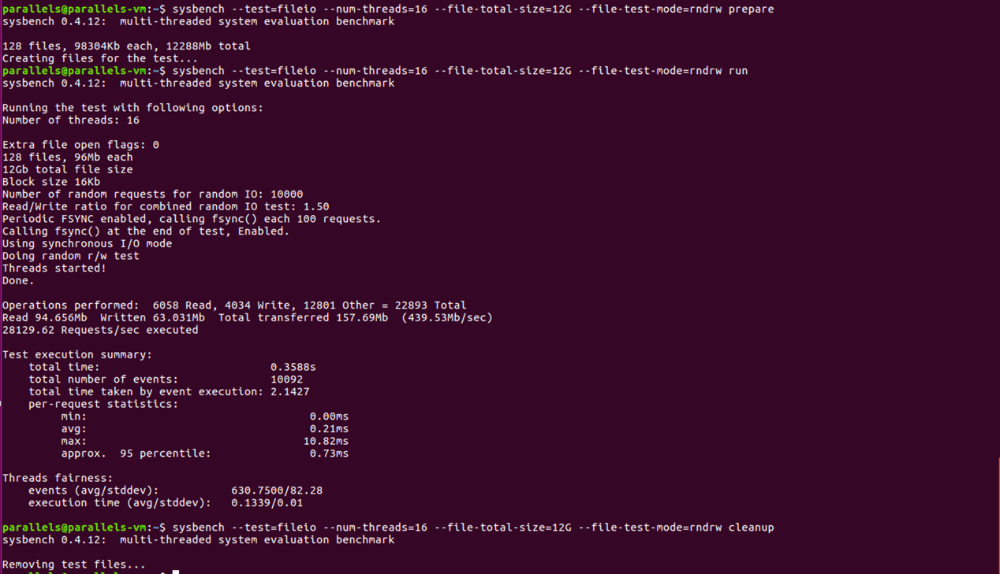 parallels@parallels-vm:~$ sysbench --test=fileio --num-threads=16 --file-total-size=12G --file-test-mode=rndrw prepare
sysbench 0.4.12:  multi-threaded system evaluation benchmark
128 files, 98304Kb each, 12288Mb total
Creating files for the test...
parallels@parallels-vm:~$ sysbench --test=fileio --num-threads=16 --file-total-size=12G --file-test-mode=rndrw run
sysbench 0.4.12:  multi-threaded system evaluation benchmark
Running the test with following options:
Number of threads: 16
Extra file open flags: 0
128 files, 96Mb each
12Gb total file size
Block size 16Kb
Number of random requests for random IO: 10000
Read/Write ratio for combined random IO test: 1.50
Periodic FSYNC enabled, calling fsync() each 100 requests.
Calling fsync() at the end of test, Enabled.
Using synchronous I/O mode
Doing random r/w test
Threads started!
Done.
Operations performed:  6058 Read, 4034 Write, 12801 Other = 22893 Total
Read 94.656Mb  Written 63.031Mb  Total transferred 157.69Mb  (439.53Mb/sec)
28129.62 Requests/sec executed
Test execution summary:
total time:                          0.3588s
total number of events:              10092
total time taken by event execution: 2.1427
per-request statistics:
min:                                  0.00ms
avg:                                  0.21ms
max:                                 10.82ms
approx.  95 percentile:               0.73ms
Threads fairness:
events (avg/stddev):           630.7500/82.28
execution time (avg/stddev):   0.1339/0.01
parallels@parallels-vm:~$ sysbench --test=fileio --num-threads=16 --file-total-size=12G --file-test-mode=rndrw cleanup
sysbench 0.4.12:  multi-threaded system evaluation benchmark
Removing test files...